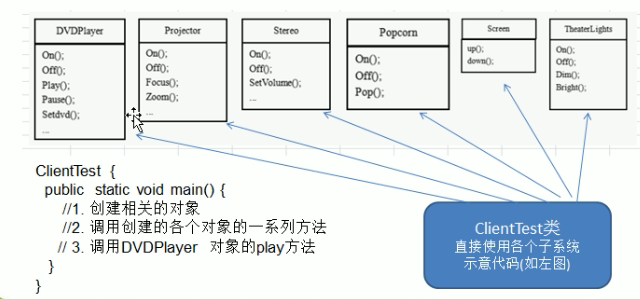 DVDPlayer
On();
Off();
Play();
Pause();
Setdvd();
...
Projector
On();
Off();
Focus();
Zoom();
...
Stereo
On();
Off();
SetVolume();
...
Popcorn
On();
Off();
Pop();
Screen
up();
down();
TheaterLights
On();
Off();
Dim();
Bright();
ClientTest {
public static void main() {
//1. 创建相关的对象
//2. 调用创建的各个对象的一系列方法
// 3. 调用DVDPlayer 对象的play方法
}
}
ClientTest类
直接使用各个子系统
示意代码(如左图)